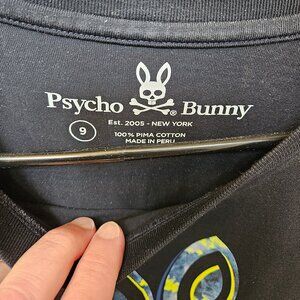 Psycho Bunny®
Est. 2005 - NEW YORK
9
100% PIMA COTTON
MADE IN PERU